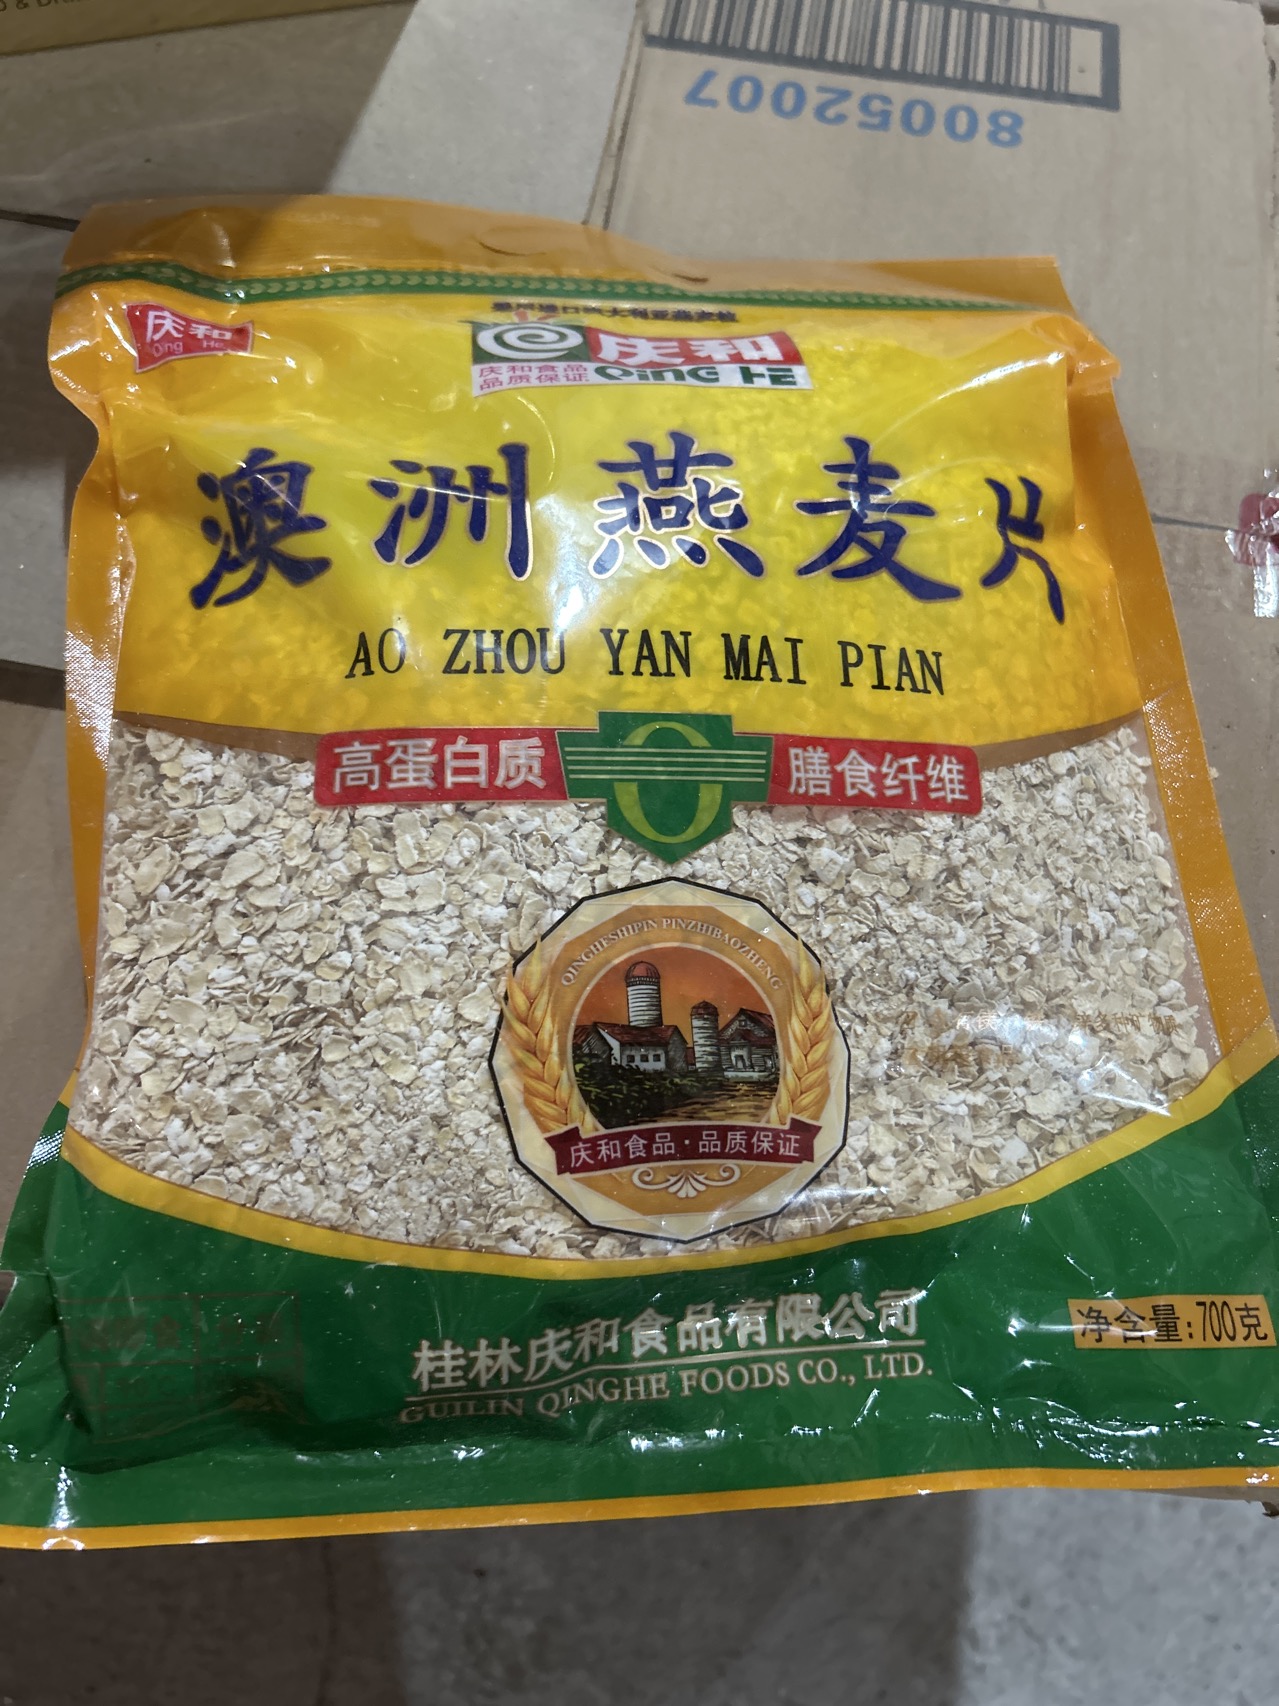 80052007
庆和
Qing He
庆和
庆和食品
品质保证
QING HE
澳洲燕麦片
AO ZHOU YAN MAI PIAN
高蛋白质
膳食纤维
QINGHESHIPIN PINZHIBAOZHENG
庆和食品·品质保证
桂林庆和食品有限公司
GUILIN QINGHE FOODS CO., LTD.
净含量:700克